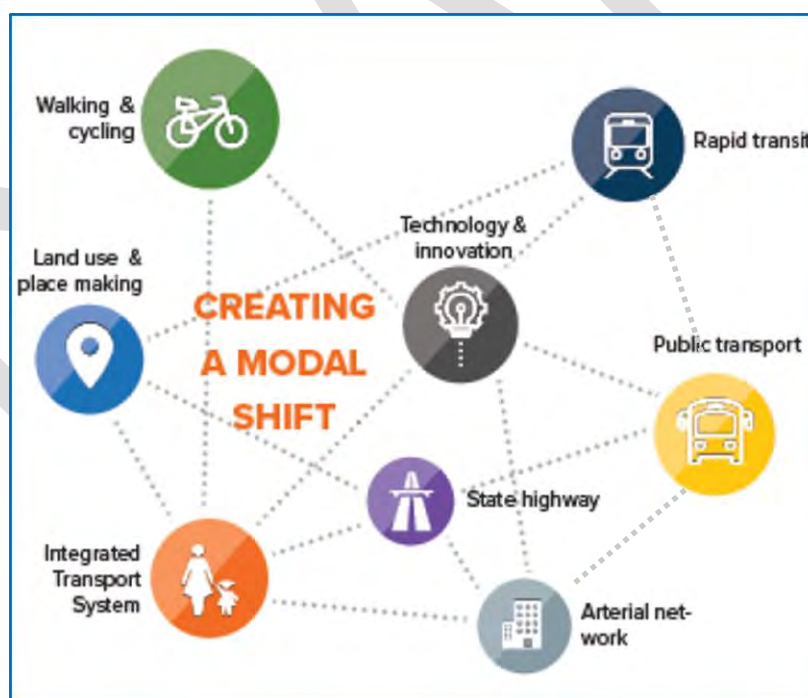 Walking &
cycling
Rapid transit
Technology &
innovation
Land use &
place making
CREATING
A MODAL
SHIFT
Public transport
State highway
Integrated
Transport
System
Arterial net-
work